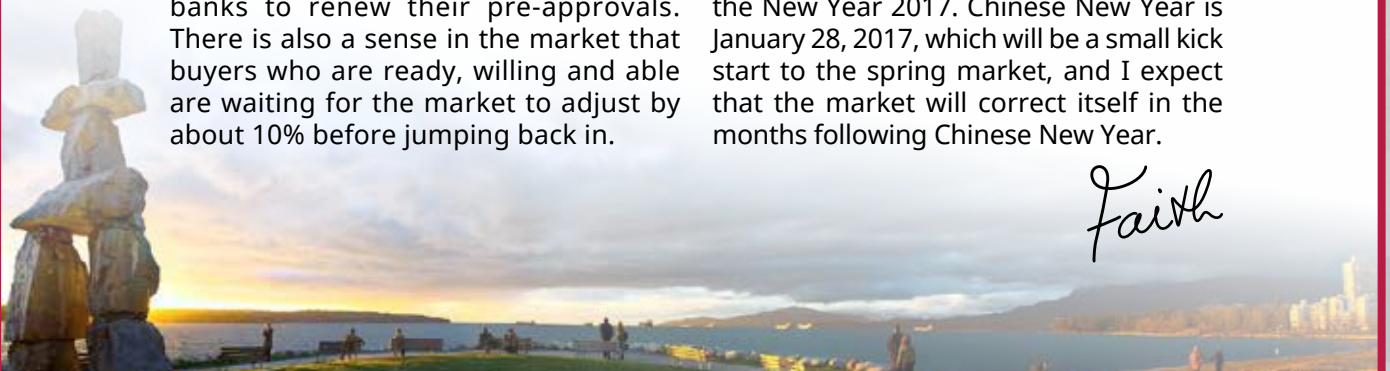 banks to renew their pre-approvals.
There is also a sense in the market that
buyers who are ready, willing and able
are waiting for the market to adjust by
about 10% before jumping back in.
the New Year 2017. Chinese New Year is
January 28, 2017, which will be a small kick
start to the spring market, and I expect
that the market will correct itself in the
months following Chinese New Year.
Faith